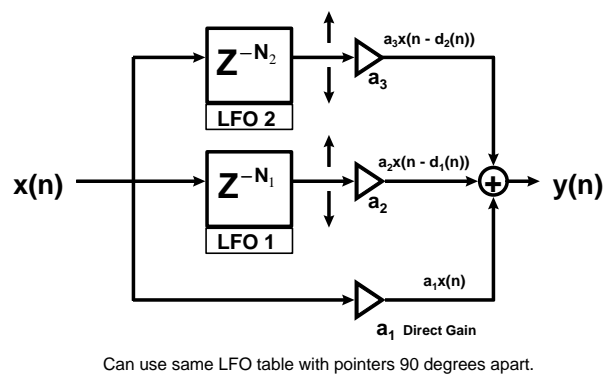 a3x(n - d2(n))
Z-N2
a3
LFO 2
x(n)
Z-N1
a2x(n - d1(n))
a2
+
y(n)
LFO 1
a1x(n)
a1 Direct Gain
Can use same LFO table with pointers 90 degrees apart.